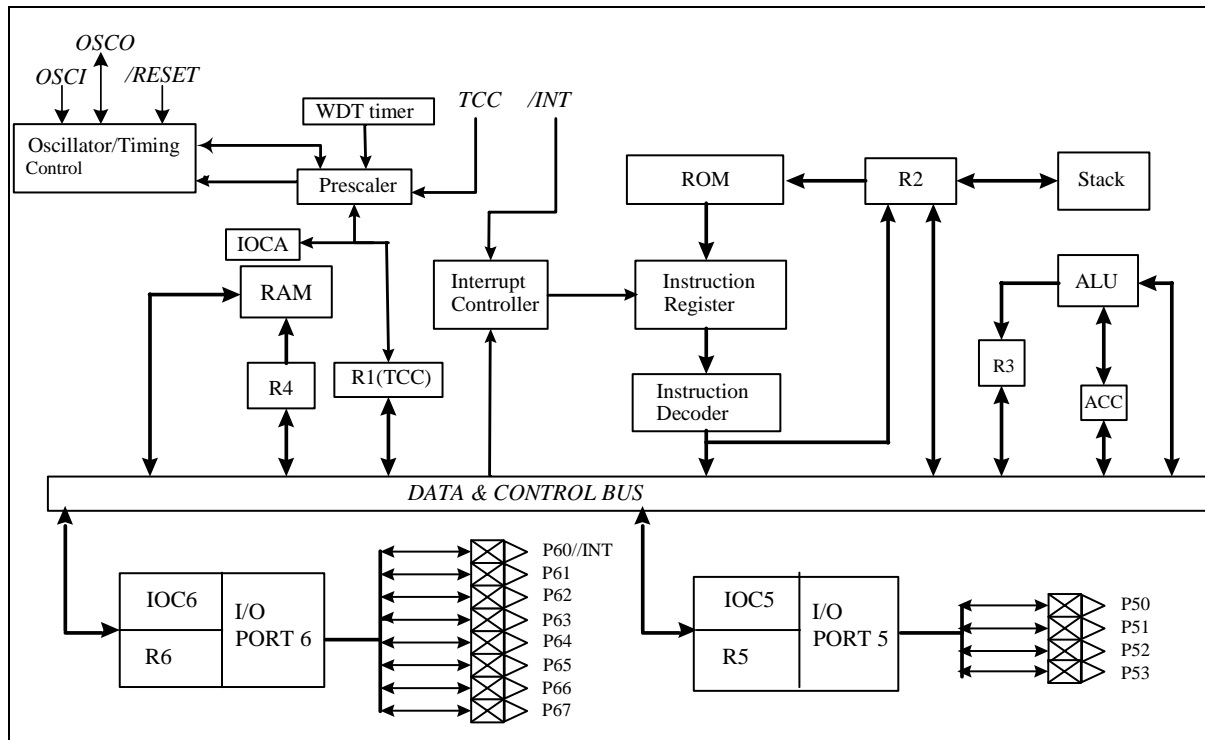 OSCO
OSCI
/RESET
TCC
/INT
WDT timer
Oscillator/Timing
Control
Prescaler
ROM
R2
Stack
IOCA
RAM
Interrupt
Controller
Instruction
Register
ALU
R4
R1(TCC)
Instruction
Decoder
R3
ACC
DATA & CONTROL BUS
IOC6
R6
I/O
PORT 6
P60//INT
P61
P62
P63
P64
P65
P66
P67
IOC5
R5
I/O
PORT 5
P50
P51
P52
P53